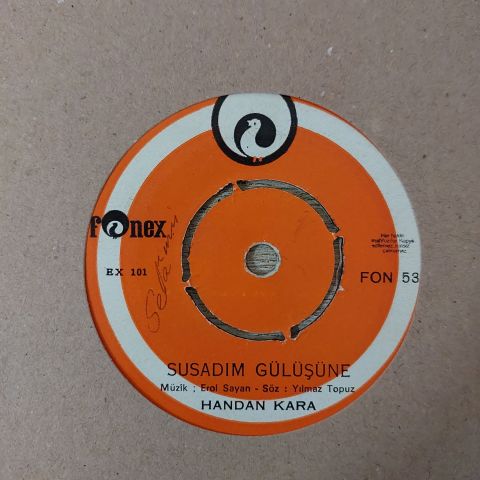 fonex
EX 101
FON 53
SUSADIM GÜLÜŞÜNE
Müzik ; Erol Sayan - Söz : Yılmaz Topuz
HANDAN KARA